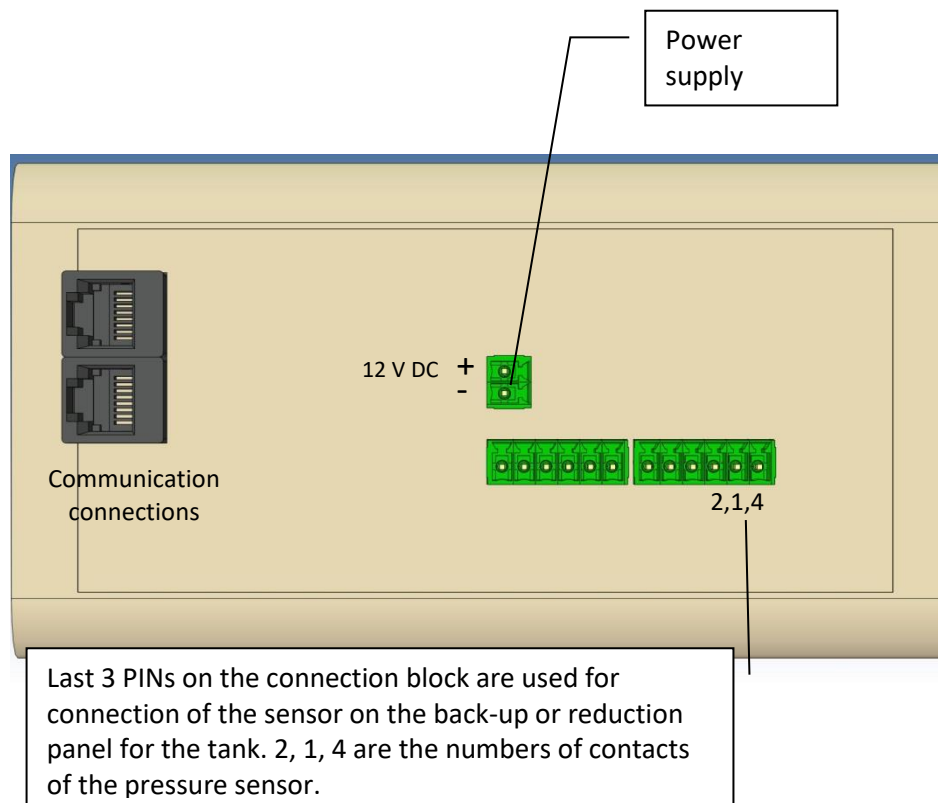 Power
supply
12 V DC
+
-
Communication
connections
2,1,4
Last 3 PINs on the connection block are used for
connection of the sensor on the back-up or reduction
panel for the tank. 2, 1, 4 are the numbers of contacts
of the pressure sensor.